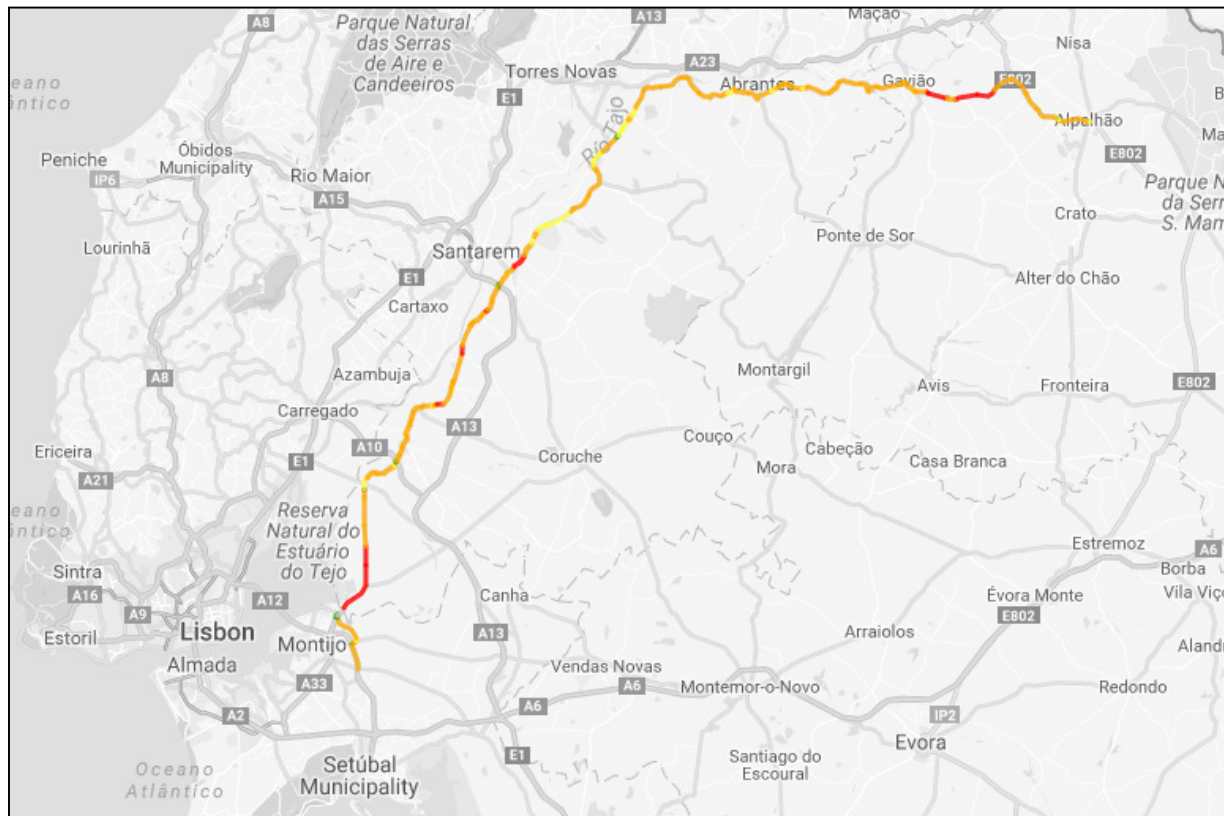 A8
A13
Mação
Parque Natural
das Serras
de Aire e
Candeeiros
Nisa
Torres Novas
A23
Abrantes
Gavião
E802
ceano
lântico
E1
Río Tajo
Alpalhão
E802
Óbidos
Municipality
Peniche
IP6
Rio Maior
A15
Parque N
da Serr
S. Mam
Crato
Lourinhã
Santarem
Ponte de Sor
E1
Alter do Chão
Cartaxo
A8
Azambuja
Montargil
Avis
Fronteira
E802
Carregado
A13
A10
Couço
Cabeção
Ericeira
E1
Coruche
Mora
Casa Branca
A21
Reserva
Natural do
Estuário
do Tejo
ceano
ântico
Estremoz
A6
Sintra
Borba
A16
A12
Canha
Évora Monte
Vila Viço
A9
E802
Lisbon
Estoril
Montijo
A13
Arraiolos
Alandr
Almada
Vendas Novas
A33
A6
Montemor-o-Novo
Redondo
A2
A6
IP2
Evora
E1
Setúbal
Municipality
Santiago do
Escoural
Oceano
Atlântico